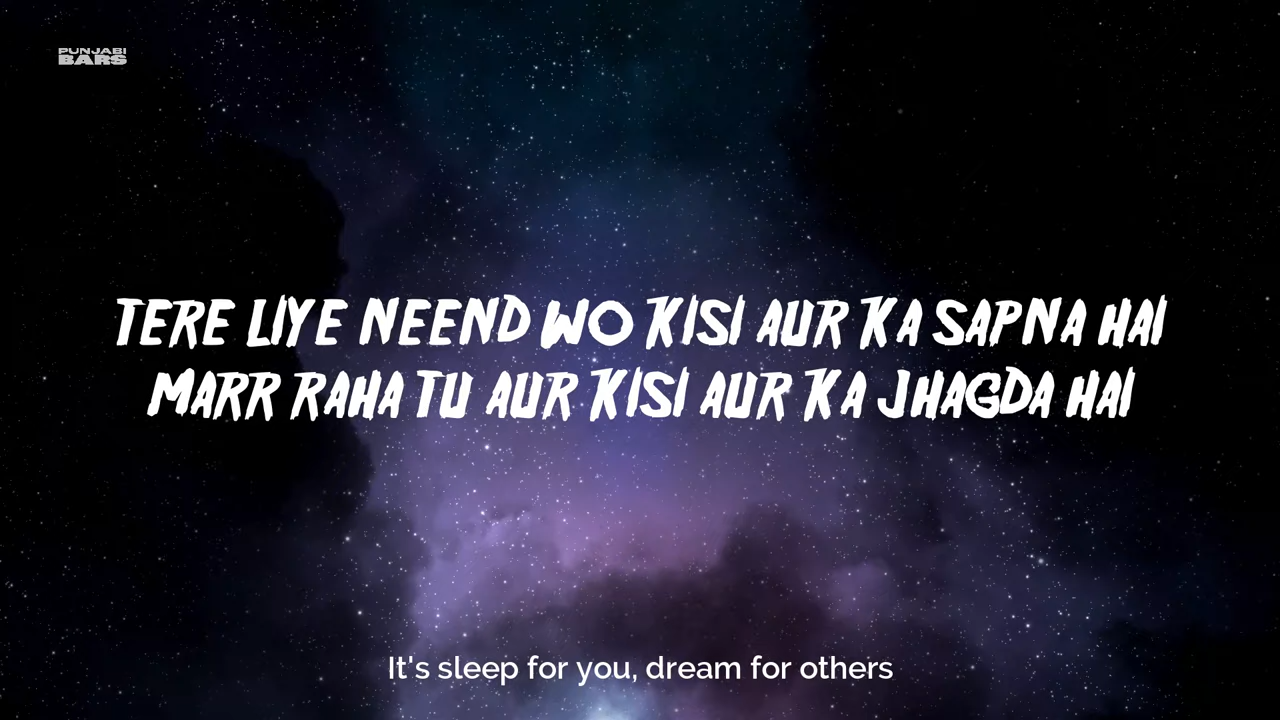 PUNJABI
BARS
TERE LIYE NEEND WO KISI AUR KA SAPNA HAI
MARR RAHA TU AUR KISI AUR KA JHAGDA HAI
It's sleep for you, dream for others